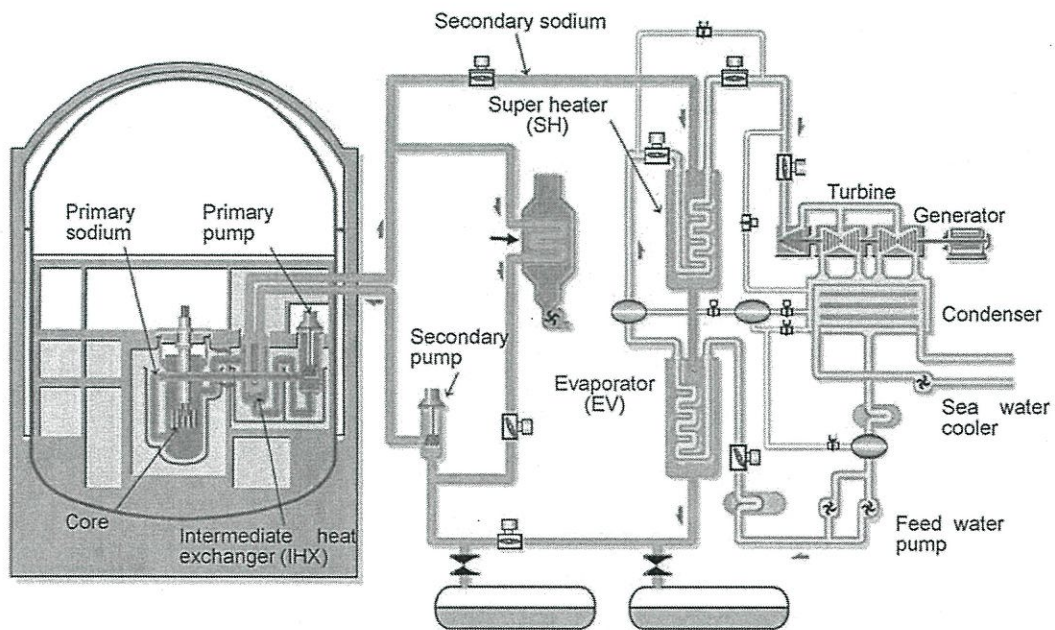 Secondary sodium
Super heater
(SH)
Turbine
Generator
Primary
sodium
Primary
pump
Condenser
Secondary
pump
Evaporator
(EV)
Sea water
cooler
Core
Intermediate heat
exchanger (IHX)
Feed water
pump